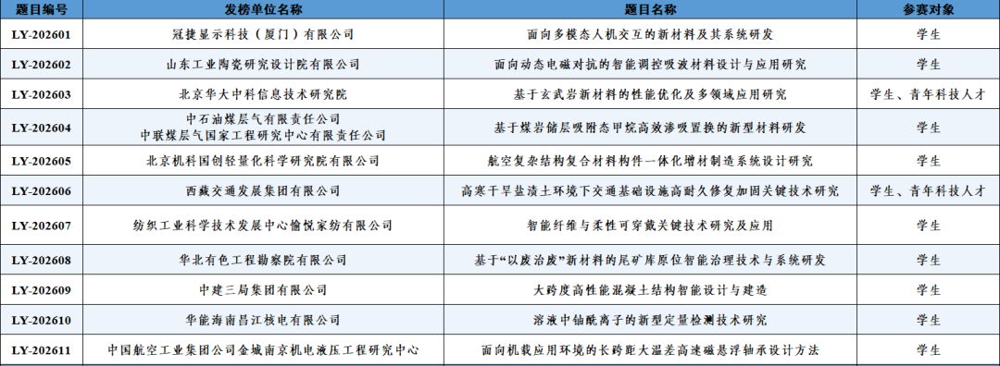 题目编号 发榜单位名称 题目名称 参赛对象
LY-202601 冠捷显示科技（厦门）有限公司 面向多模态人机交互的新材料及其系统研发 学生
LY-202602 山东工业陶瓷研究设计院有限公司 面向动态电磁对抗的智能调控吸波材料设计与应用研究 学生
LY-202603 北京华大中科信息技术研究院 基于玄武岩新材料的性能优化及多领域应用研究 学生、青年科技人才
LY-202604 中石油煤层气有限责任公司
中联煤层气国家工程研究中心有限责任公司 基于煤岩储层吸附态甲烷高效渗吸置换的新型材料研发 学生
LY-202605 北京机科国创轻量化科学研究院有限公司 航空复杂结构复合材料构件一体化增材制造系统设计研究 学生
LY-202606 西藏交通发展集团有限公司 高寒干旱盐渍土环境下交通基础设施高耐久修复加固关键技术研究 学生、青年科技人才
LY-202607 纺织工业科学技术发展中心愉悦家纺有限公司 智能纤维与柔性可穿戴关键技术研究及应用 学生
LY-202608 华北有色工程勘察院有限公司 基于“以废治废”新材料的尾矿库原位智能治理技术与系统研发 学生
LY-202609 中建三局集团有限公司 大跨度高性能混凝土结构智能设计与建造 学生
LY-202610 华能海南昌江核电有限公司 溶液中铀酰离子的新型定量检测技术研究 学生
LY-202611 中国航空工业集团公司金城南京机电液压工程研究中心 面向机载应用环境的长跨距大温差高速磁悬浮轴承设计方法 学生